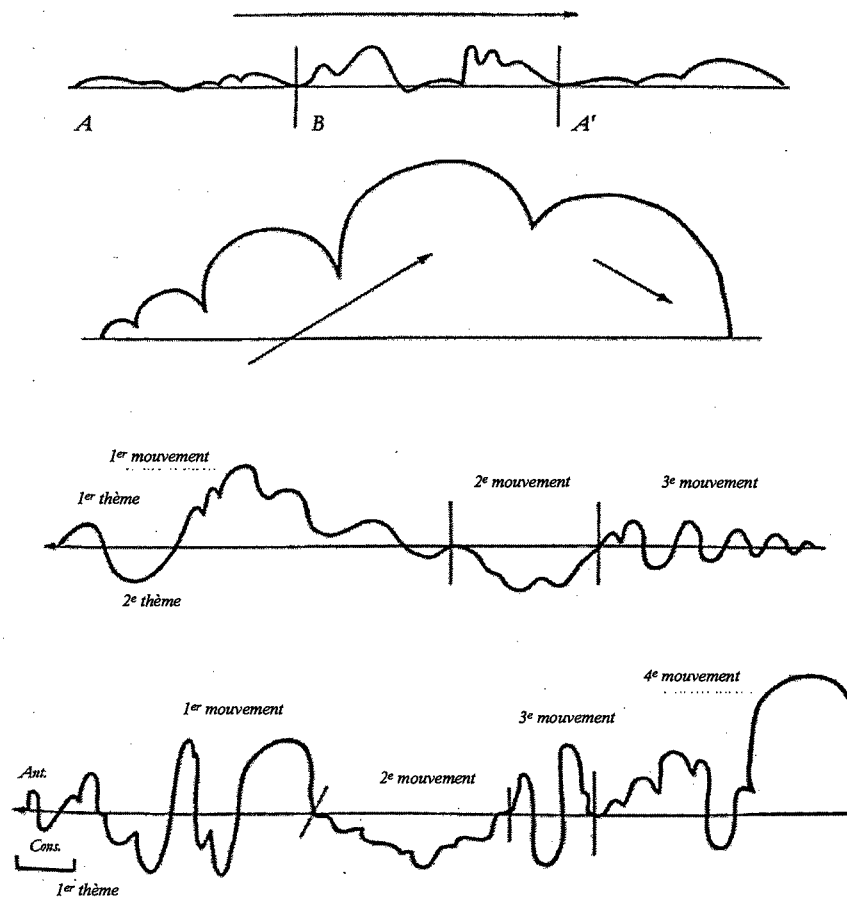 A B A'
1er mouvement
2e mouvement 3e mouvement
1er thème
2e thème
4e mouvement
1er mouvement
3e mouvement
Ant.
2e mouvement
Cons.
1er thème